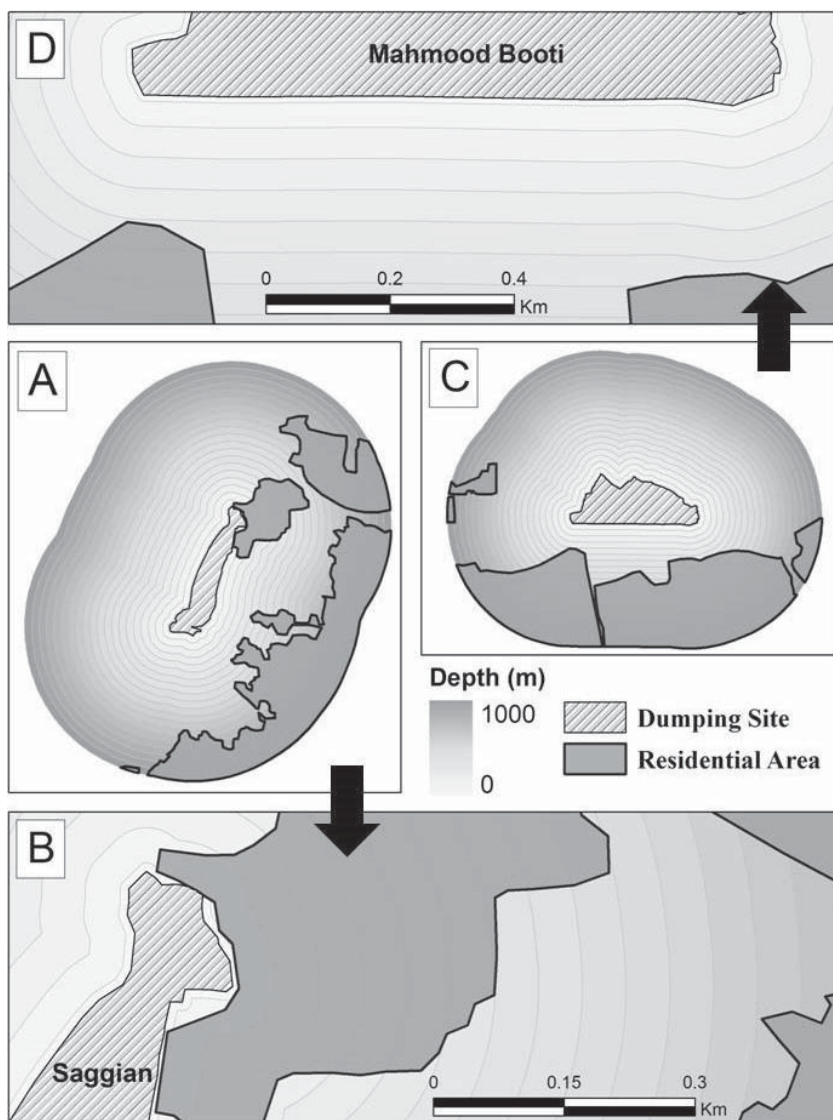 D
Mahmood Booti
0 0.2 0.4
Km
A
C
Depth (m)
1000
0
Dumping Site
Residential Area
B
Saggian
0 0.15 0.3
Km